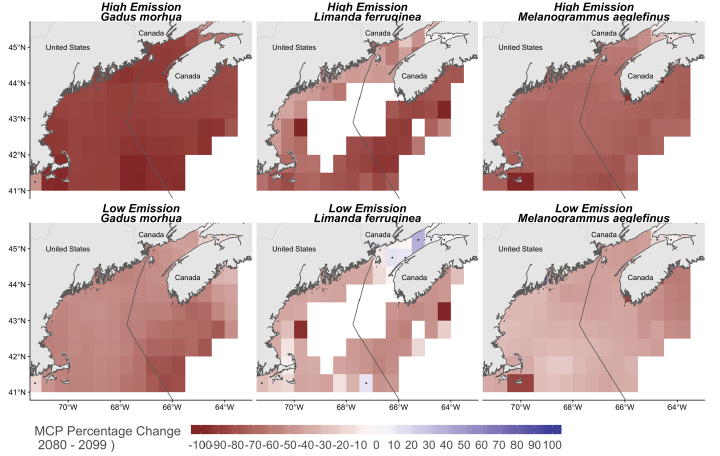 High Emission
Gadus morhua
High Emission
Limanda ferruginea
High Emission
Melanogrammus aeglefinus
45°N
44°N
43°N
42°N
41°N
United States
Canada
Canada
United States
Canada
Canada
United States
Canada
Canada
Low Emission
Gadus morhua
Low Emission
Limanda ferruginea
Low Emission
Melanogrammus aeglefinus
45°N
44°N
43°N
42°N
41°N
United States
Canada
Canada
United States
Canada
Canada
United States
Canada
Canada
70°W 68°W 66°W 64°W
70°W 68°W 66°W 64°W
70°W 68°W 66°W 64°W
MCP Percentage Change
2080 - 2099 )
-100-90-80-70-60-50-40-30-20-10 0 10 20 30 40 50 60 70 80 90 100